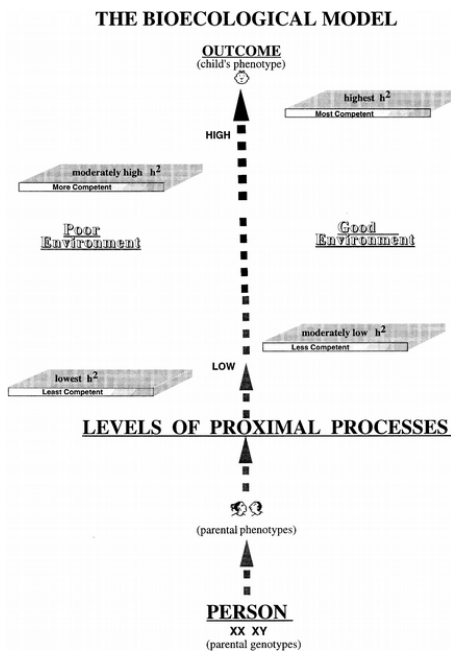 THE BIOECOLOGICAL MODEL
OUTCOME
(child's phenotype)
highest h²
Most Competent
HIGH
moderately high h²
More Competent
Poor
Environment
Good
Environment
moderately low h²
Less Competent
LOW
lowest h²
Least Competent
LEVELS OF PROXIMAL PROCESSES
(parental phenotypes)
PERSON
XX XY
(parental genotypes)